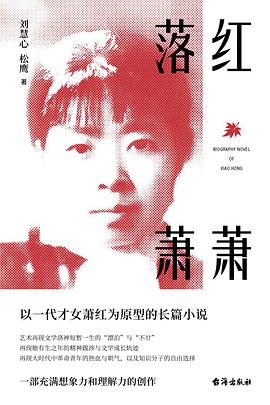 刘慧心 松鹰 著
落红
萧萧
BIOGRAPHY NOVEL
OF
XIAO HONG
以一代才女萧红为原型的长篇小说
艺术再现文学洛神短暂一生的“漂泊”与“不甘”
再现她有生之年的精神跋涉与文学成长轨迹
再现大时代中革命青年的热血与朝气，以及知识分子的自由选择
一部充满想象力和理解力的创作
台海出版社